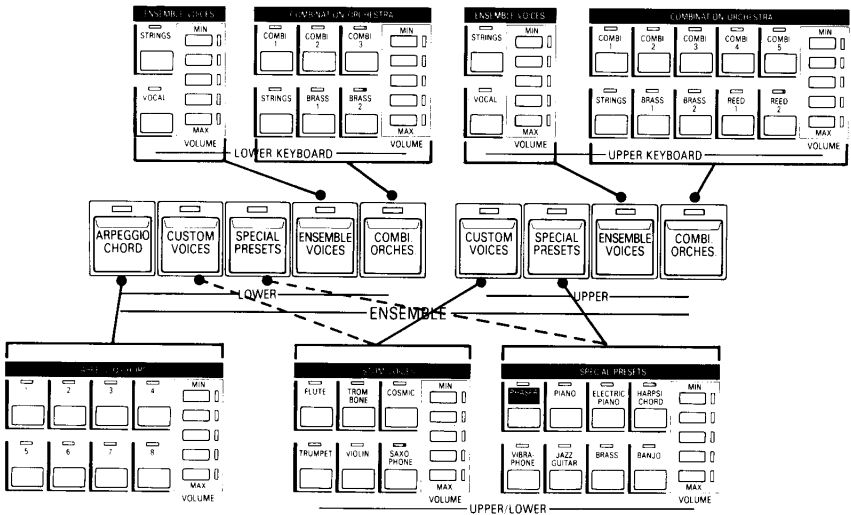 ENSEMBLE VOICES
STRINGS
VOCAL
MIN
MAX
VOLUME
COMBINATION ORCHESTRA
COMBI 1
COMBI 2
COMBI 3
STRINGS
BRASS 1
BRASS 2
MIN
MAX
VOLUME
LOWER KEYBOARD
ENSEMBLE VOICES
STRINGS
VOCAL
MIN
MAX
VOLUME
COMBINATION ORCHESTRA
COMBI 1
COMBI 2
COMBI 3
COMBI 4
COMBI 5
STRINGS
BRASS 1
BRASS 2
REED 1
REED 2
MIN
MAX
VOLUME
UPPER KEYBOARD
ARPEGGIO
CHORD
CUSTOM
VOICES
SPECIAL
PRESETS
ENSEMBLE
VOICES
COMBI.
ORCHES.
CUSTOM
VOICES
SPECIAL
PRESETS
ENSEMBLE
VOICES
COMBI.
ORCHES.
LOWER
UPPER
ENSEMBLE
1
2
3
4
5
6
7
8
MIN
MAX
VOLUME
VOICES
FLUTE
TROM
BONE
COSMIC
TRUMPET
VIOLIN
SAXO
PHONE
MIN
MAX
VOLUME
SPECIAL PRESETS
PHASER
PIANO
ELECTRIC
PIANO
HARPSI
CHORD
VIBRA-
PHONE
JAZZ
GUITAR
BRASS
BANJO
MIN
MAX
VOLUME
UPPER/LOWER